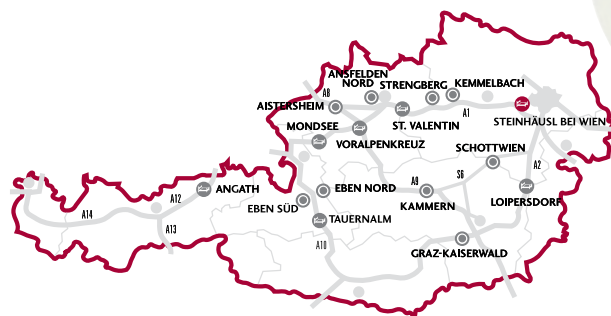 ANSFELDEN
NORD
STRENGBERG
KEMMELBACH
A8
AISTERSHEIM
A1
MONDSEE
ST. VALENTIN
STEINHÄUSL BEI WIEN
VORALPENKREUZ
SCHOTTWIEN
A2
S6
A9
ANGATH
EBEN NORD
A12
EBEN SÜD
KAMMERN
LOIPERSDORF
A14
TAUERNALM
A13
A10
GRAZ-KAISERWALD